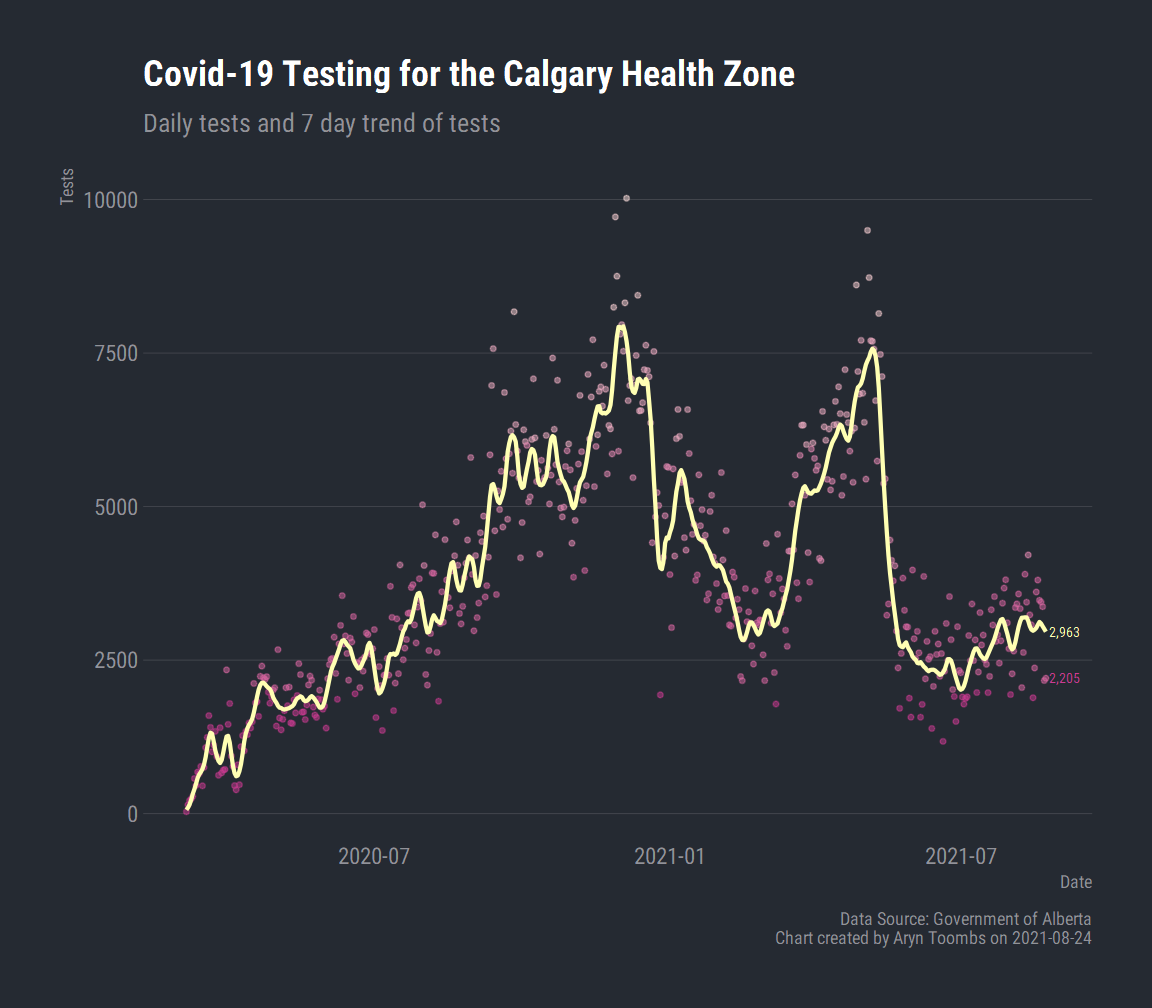 Covid-19 Testing for the Calgary Health Zone
Daily tests and 7 day trend of tests
Tests
10000
7500
5000
2500
0
2,963
2,205
2020-07
2021-01
2021-07
Date
Data Source: Government of Alberta
Chart created by Aryn Toombs on 2021-08-24